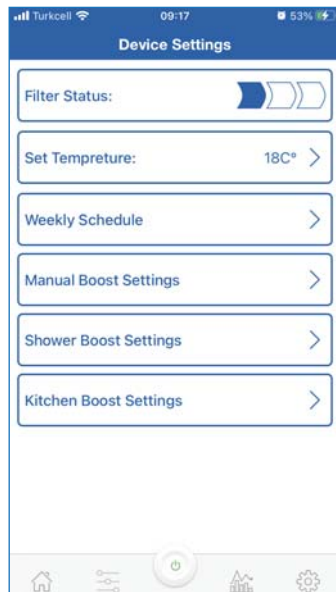 Turkcell 09:17 53%
Device Settings
Filter Status:
Set Tempreture: 18C°
Weekly Schedule
Manual Boost Settings
Shower Boost Settings
Kitchen Boost Settings